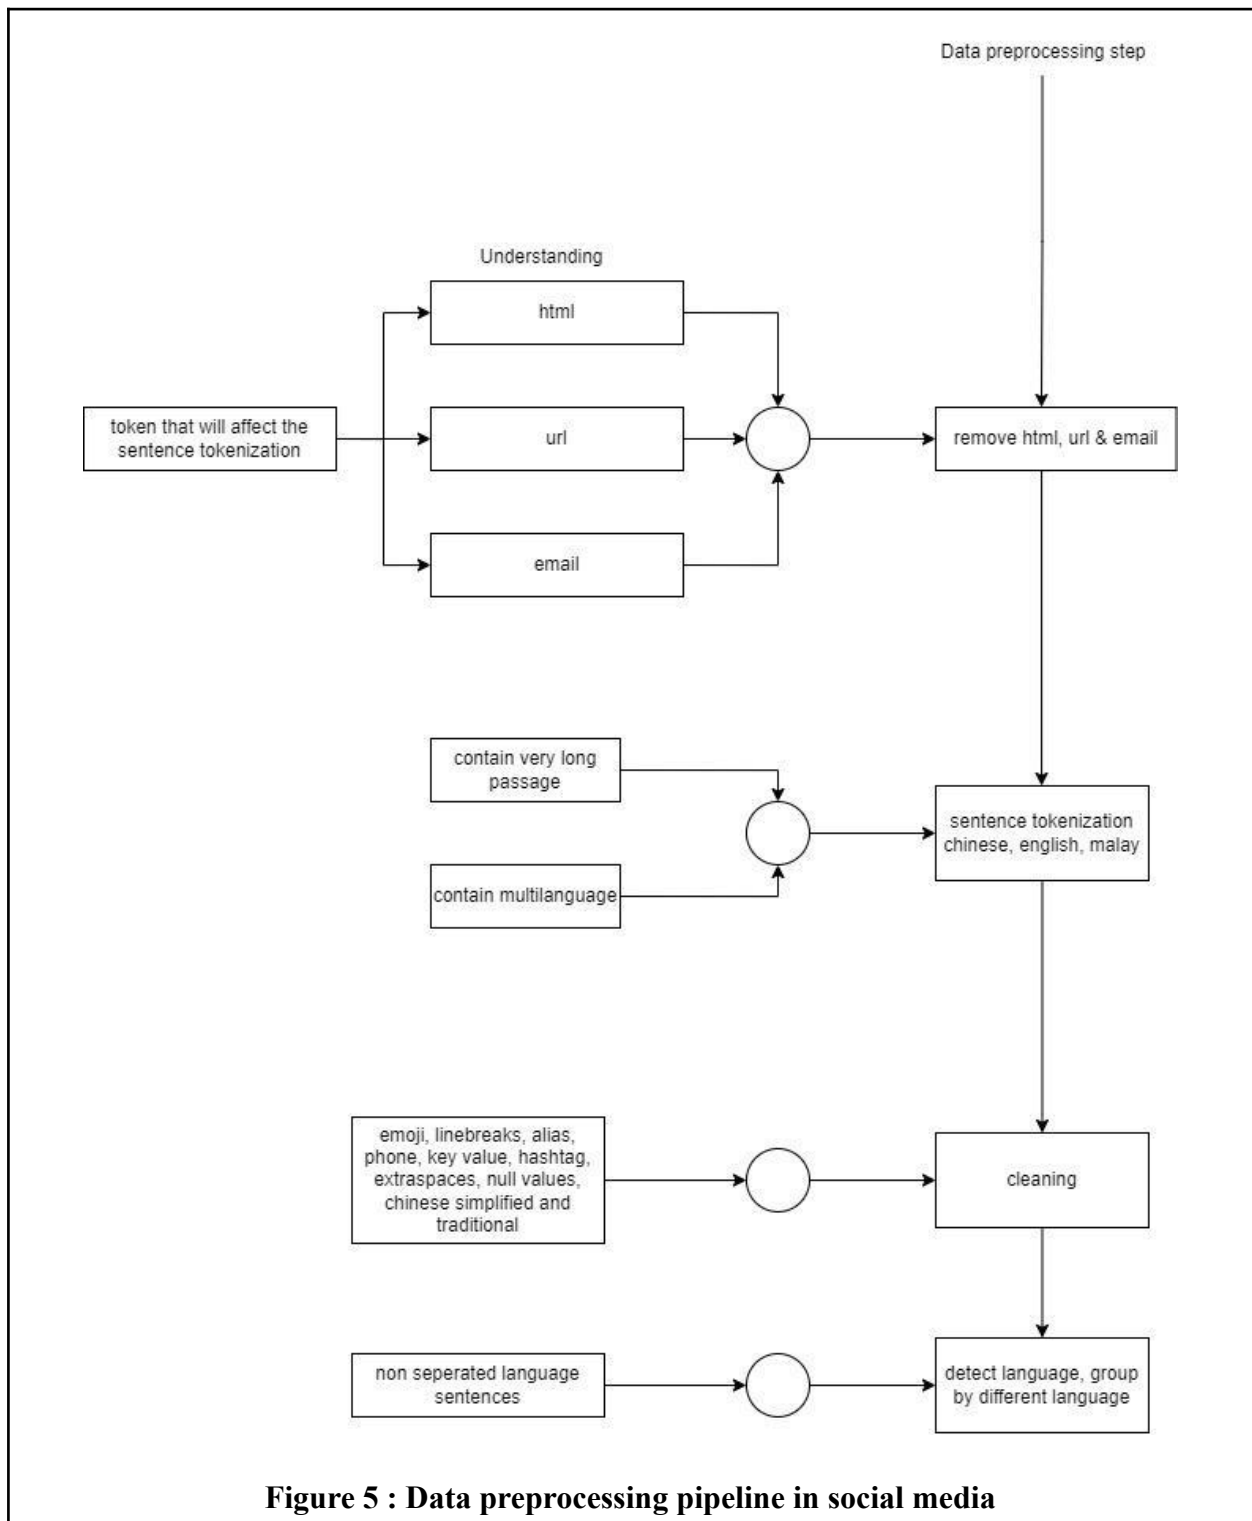 Data preprocessing step
Understanding
html
token that will affect the
sentence tokenization
url
remove html, url & email
email
contain very long
passage
sentence tokenization
chinese, english, malay
contain multilanguage
emoji, linebreaks, alias,
phone, key value, hashtag,
extraspaces, null values,
chinese simplified and
traditional
cleaning
non seperated language
sentences
detect language, group
by different language
Figure 5 : Data preprocessing pipeline in social media